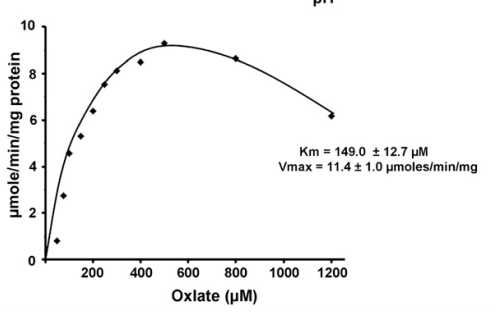 pH
10
8
6
4
2
0
µmole/min/mg protein
Km = 149.0 ± 12.7 µM
Vmax = 11.4 ± 1.0 µmoles/min/mg
200 400 600 800 1000 1200
Oxlate (µM)